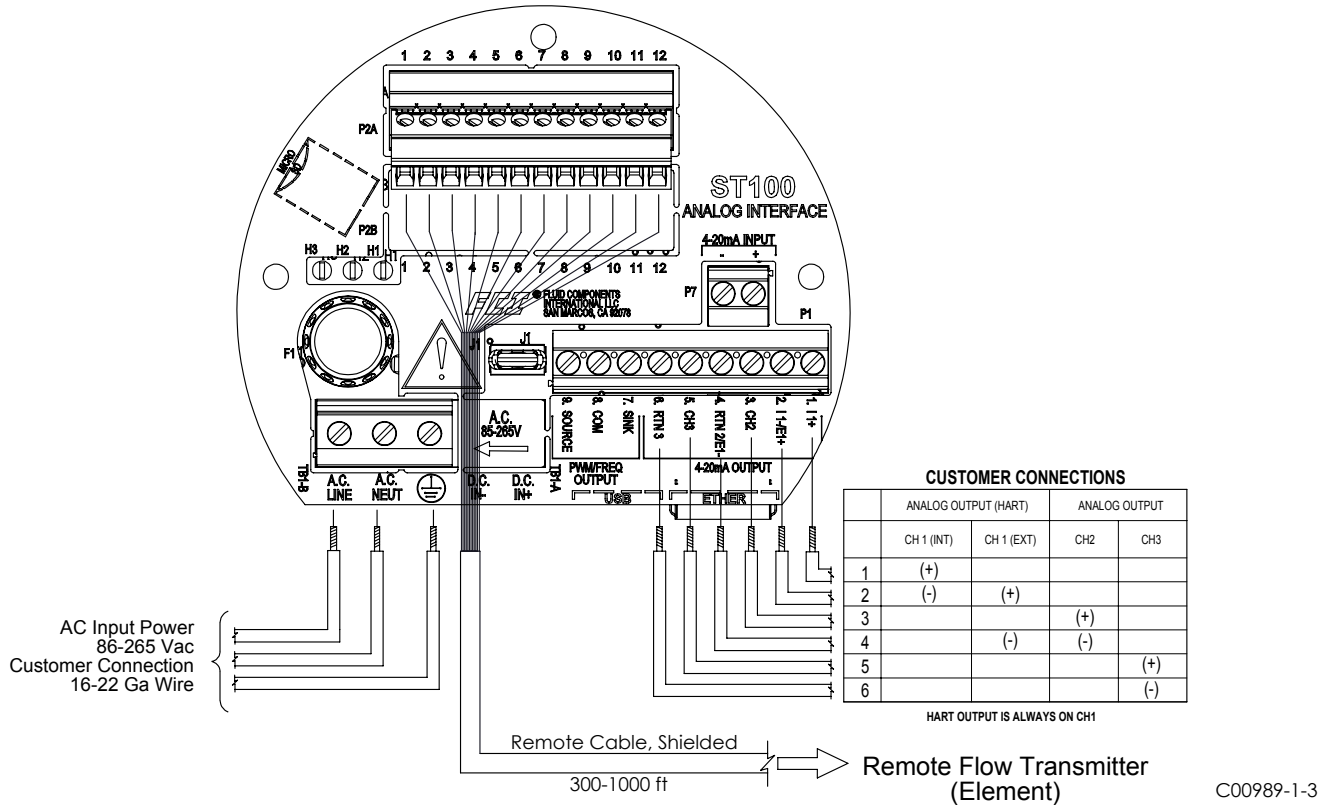 1 2 3 4 5 6 7 8 9 10 11 12
A
P2A
MICRO
B
P2B
ST100
ANALOG INTERFACE
4-20mA INPUT
- +
H3 H2 H1
H1
1 2 3 4 5 6 7 8 9 10 11 12
P7
P1
FCI
FLUID COMPONENTS
INTERNATIONAL LLC
SAN MARCOS, CA 92078
F1
!
J1
J1
A.C.
85-265V
9. SOURCE
8. COM
7. SINK
6. RTN 3
5. CH3
4. RTN 2/E1-
3. CH2
2. I1-/E1+
1. I1+
TB1-B
A.C.
LINE
A.C.
NEUT
D.C.
IN-
D.C.
IN+
TB1-A
PWM/FREQ
OUTPUT
4-20mA OUTPUT
USB
ETHER
CUSTOMER CONNECTIONS
ANALOG OUTPUT (HART) ANALOG OUTPUT
CH 1 (INT) CH 1 (EXT) CH2 CH3
1 (+)
2 (-) (+)
3 (+)
4 (-) (-)
5 (+)
6 (-)
HART OUTPUT IS ALWAYS ON CH1
AC Input Power
86-265 Vac
Customer Connection
16-22 Ga Wire
Remote Cable, Shielded
300-1000 ft
Remote Flow Transmitter
(Element)
C00989-1-3